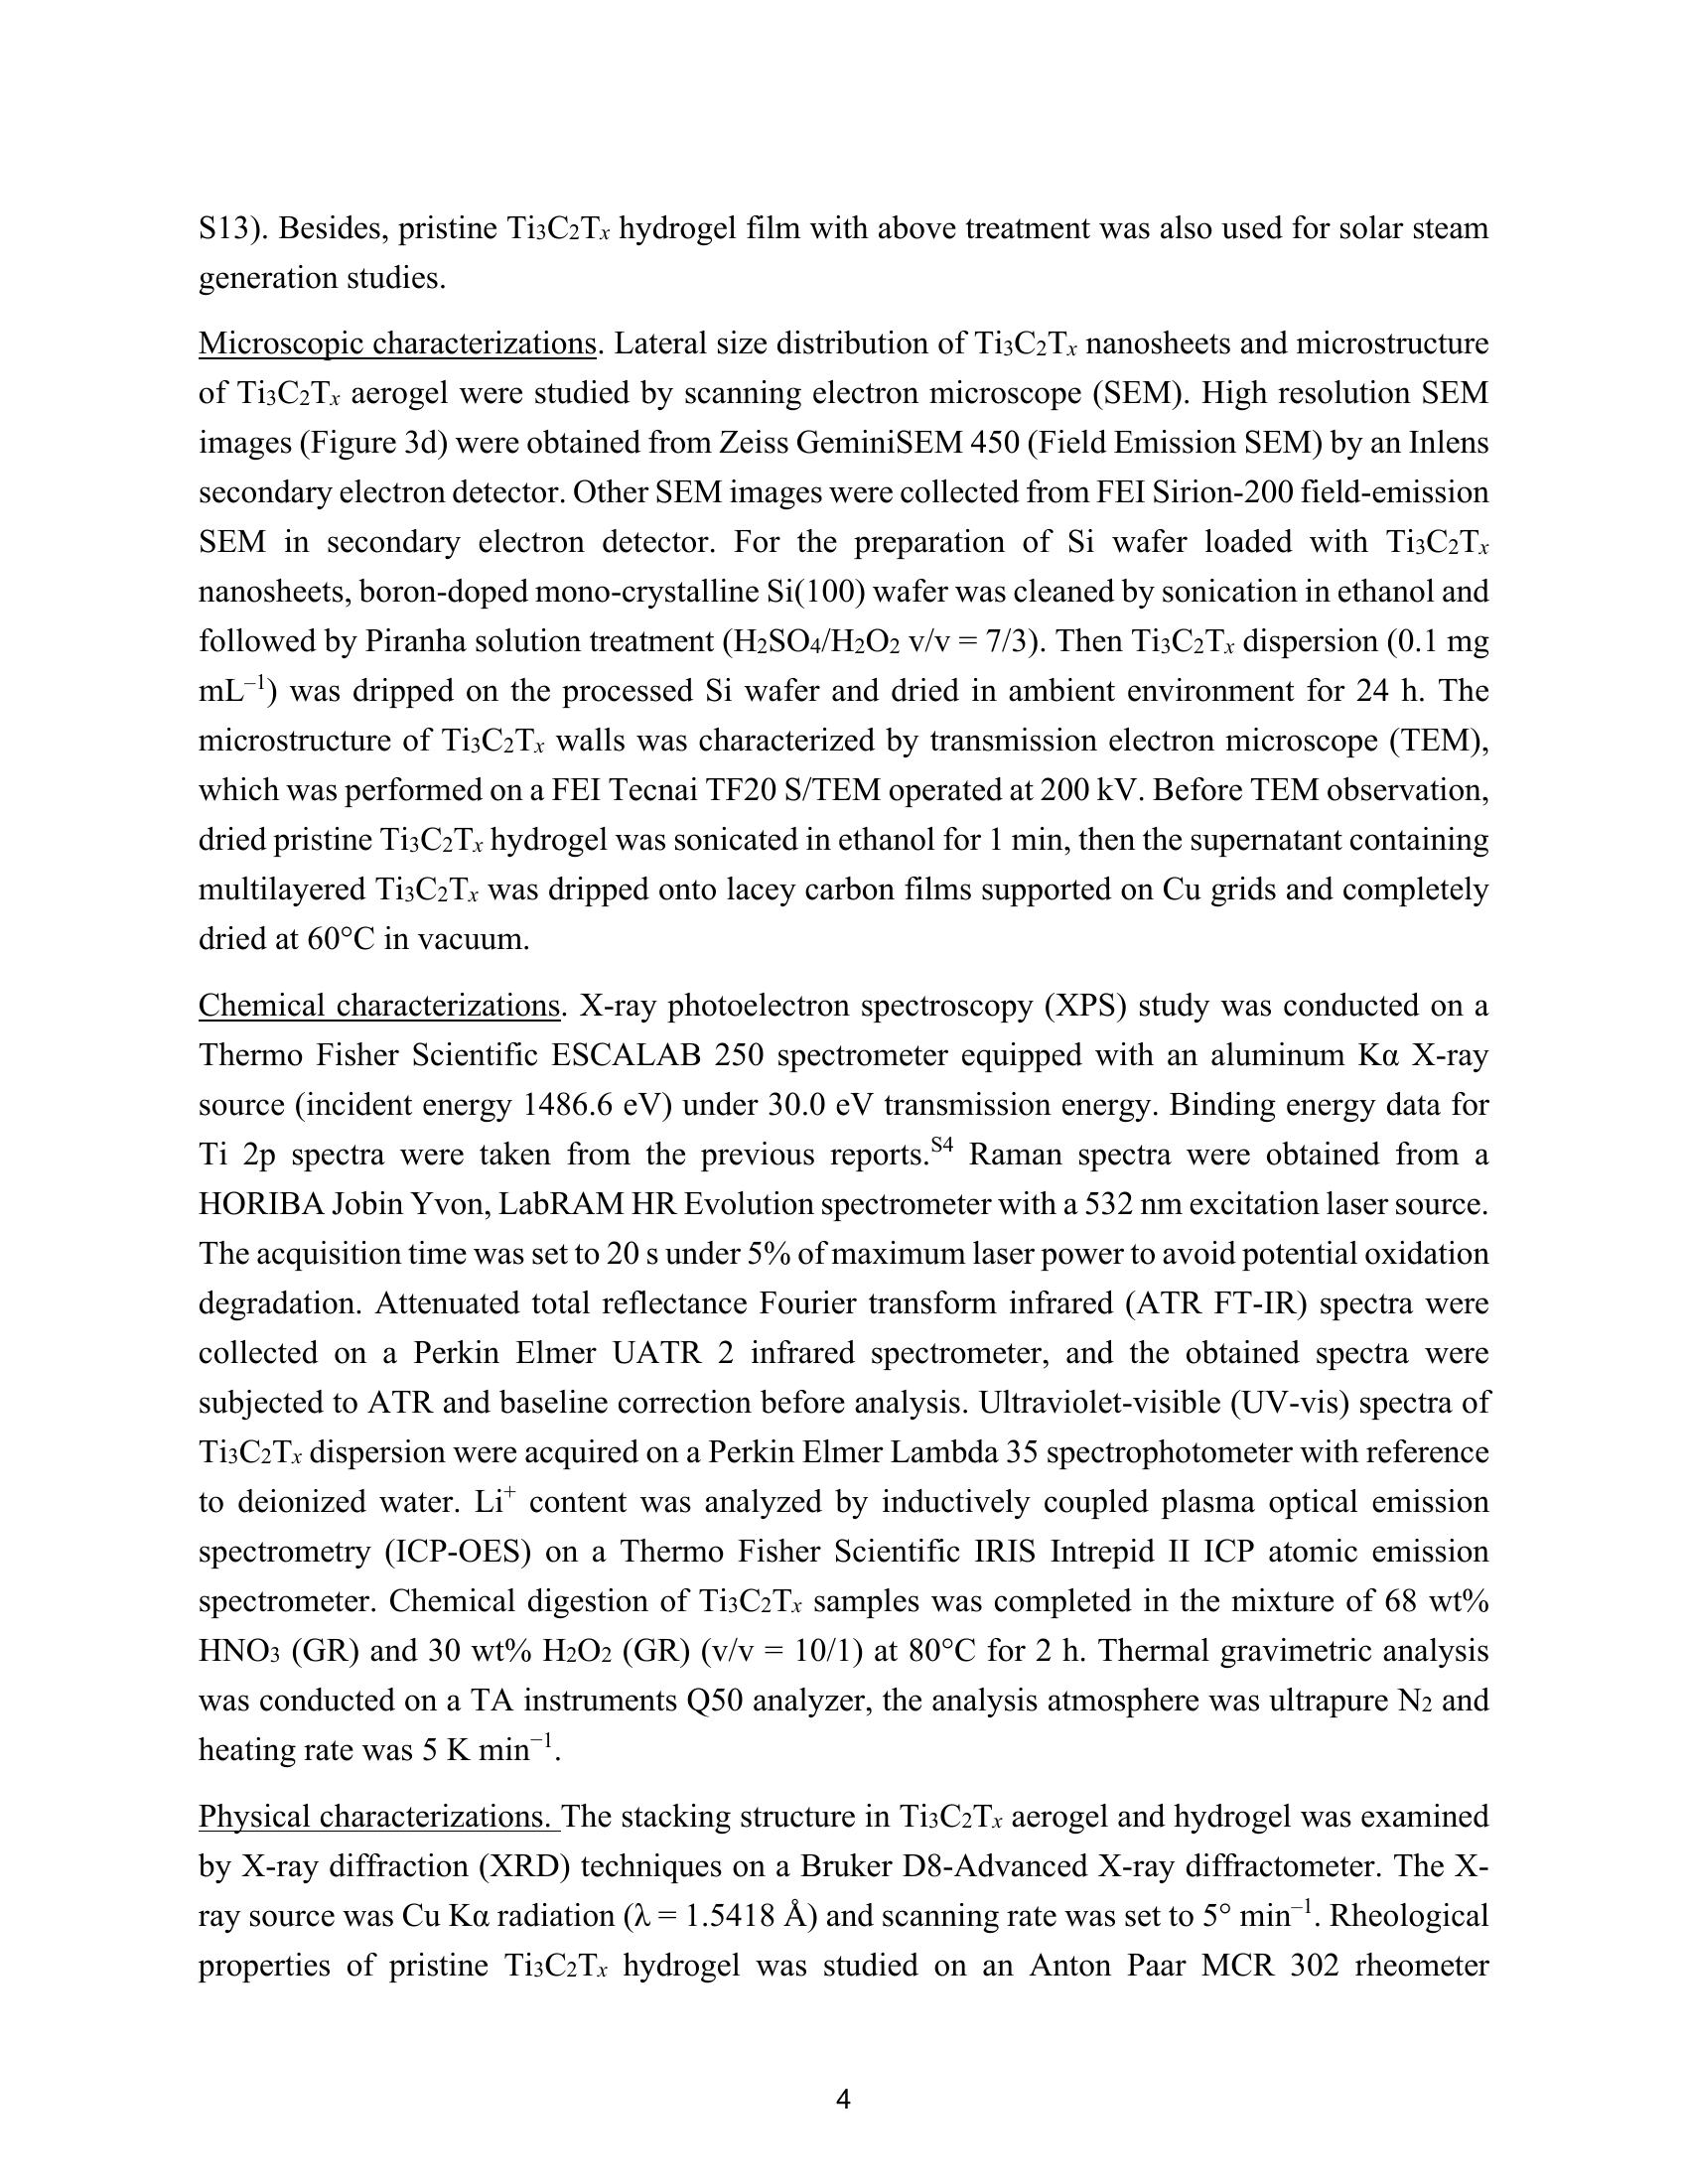 S13). Besides, pristine Ti₃C₂Tₓ hydrogel film with above treatment was also used for solar steam
generation studies.
Microscopic characterizations. Lateral size distribution of Ti₃C₂Tₓ nanosheets and microstructure
of Ti₃C₂Tₓ aerogel were studied by scanning electron microscope (SEM). High resolution SEM
images (Figure 3d) were obtained from Zeiss GeminiSEM 450 (Field Emission SEM) by an Inlens
secondary electron detector. Other SEM images were collected from FEI Sirion-200 field-emission
SEM in secondary electron detector. For the preparation of Si wafer loaded with Ti₃C₂Tₓ
nanosheets, boron-doped mono-crystalline Si(100) wafer was cleaned by sonication in ethanol and
followed by Piranha solution treatment (H₂SO₄/H₂O₂ v/v = 7/3). Then Ti₃C₂Tₓ dispersion (0.1 mg
mL⁻¹) was dripped on the processed Si wafer and dried in ambient environment for 24 h. The
microstructure of Ti₃C₂Tₓ walls was characterized by transmission electron microscope (TEM),
which was performed on a FEI Tecnai TF20 S/TEM operated at 200 kV. Before TEM observation,
dried pristine Ti₃C₂Tₓ hydrogel was sonicated in ethanol for 1 min, then the supernatant containing
multilayered Ti₃C₂Tₓ was dripped onto lacey carbon films supported on Cu grids and completely
dried at 60°C in vacuum.
Chemical characterizations. X-ray photoelectron spectroscopy (XPS) study was conducted on a
Thermo Fisher Scientific ESCALAB 250 spectrometer equipped with an aluminum Kα X-ray
source (incident energy 1486.6 eV) under 30.0 eV transmission energy. Binding energy data for
Ti 2p spectra were taken from the previous reports.ˢ⁴ Raman spectra were obtained from a
HORIBA Jobin Yvon, LabRAM HR Evolution spectrometer with a 532 nm excitation laser source.
The acquisition time was set to 20 s under 5% of maximum laser power to avoid potential oxidation
degradation. Attenuated total reflectance Fourier transform infrared (ATR FT-IR) spectra were
collected on a Perkin Elmer UATR 2 infrared spectrometer, and the obtained spectra were
subjected to ATR and baseline correction before analysis. Ultraviolet-visible (UV-vis) spectra of
Ti₃C₂Tₓ dispersion were acquired on a Perkin Elmer Lambda 35 spectrophotometer with reference
to deionized water. Li⁺ content was analyzed by inductively coupled plasma optical emission
spectrometry (ICP-OES) on a Thermo Fisher Scientific IRIS Intrepid II ICP atomic emission
spectrometer. Chemical digestion of Ti₃C₂Tₓ samples was completed in the mixture of 68 wt%
HNO₃ (GR) and 30 wt% H₂O₂ (GR) (v/v = 10/1) at 80°C for 2 h. Thermal gravimetric analysis
was conducted on a TA instruments Q50 analyzer, the analysis atmosphere was ultrapure N₂ and
heating rate was 5 K min⁻¹.
Physical characterizations. The stacking structure in Ti₃C₂Tₓ aerogel and hydrogel was examined
by X-ray diffraction (XRD) techniques on a Bruker D8-Advanced X-ray diffractometer. The X-
ray source was Cu Kα radiation (λ = 1.5418 Å) and scanning rate was set to 5° min⁻¹. Rheological
properties of pristine Ti₃C₂Tₓ hydrogel was studied on an Anton Paar MCR 302 rheometer
4